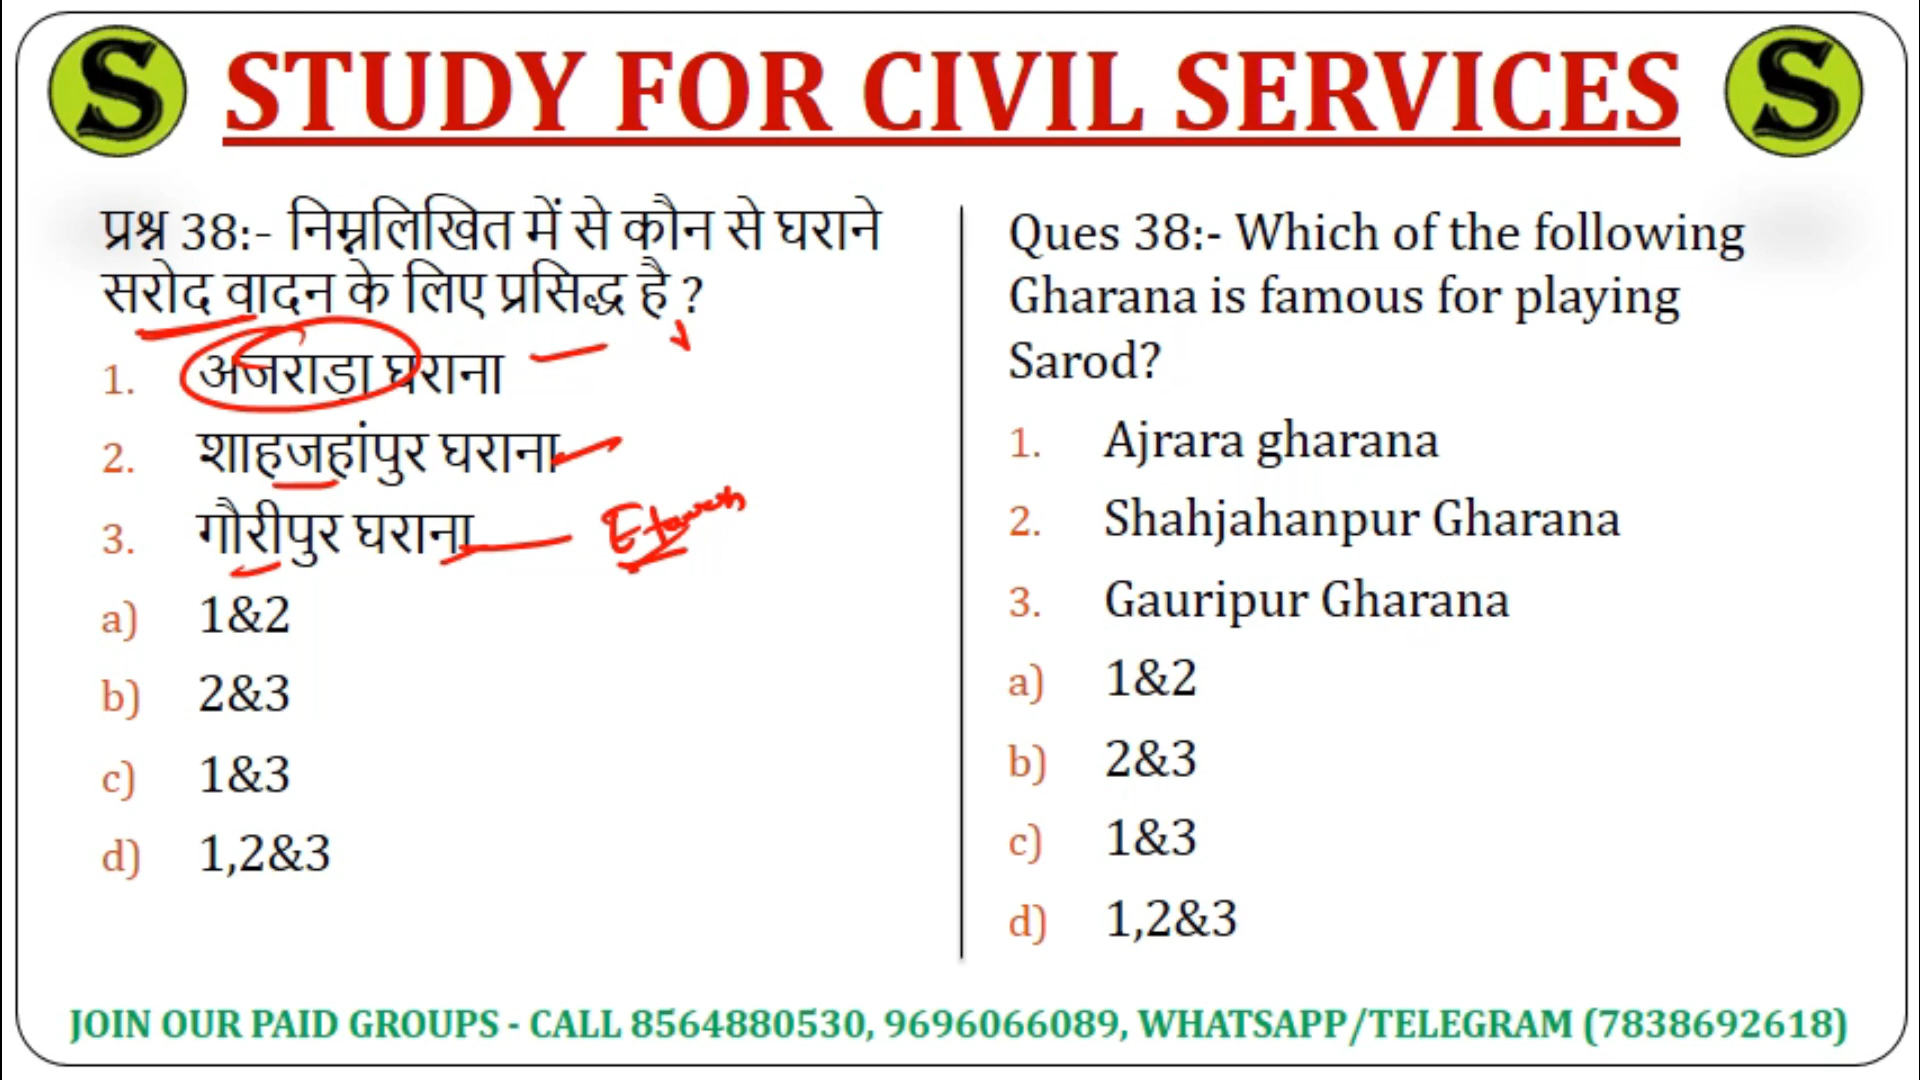 S STUDY FOR CIVIL SERVICES S
प्रश्न 38:- निम्नलिखित में से कौन से घराने
सरोद वादन के लिए प्रसिद्ध है ?
1. अजराड़ा घराना
2. शाहजहांपुर घराना
3. गौरीपुर घराना
a) 1&2
b) 2&3
c) 1&3
d) 1,2&3
Ques 38:- Which of the following
Gharana is famous for playing
Sarod?
1. Ajrara gharana
2. Shahjahanpur Gharana
3. Gauripur Gharana
a) 1&2
b) 2&3
c) 1&3
d) 1,2&3
JOIN OUR PAID GROUPS - CALL 8564880530, 9696066089, WHATSAPP/TELEGRAM (7838692618)